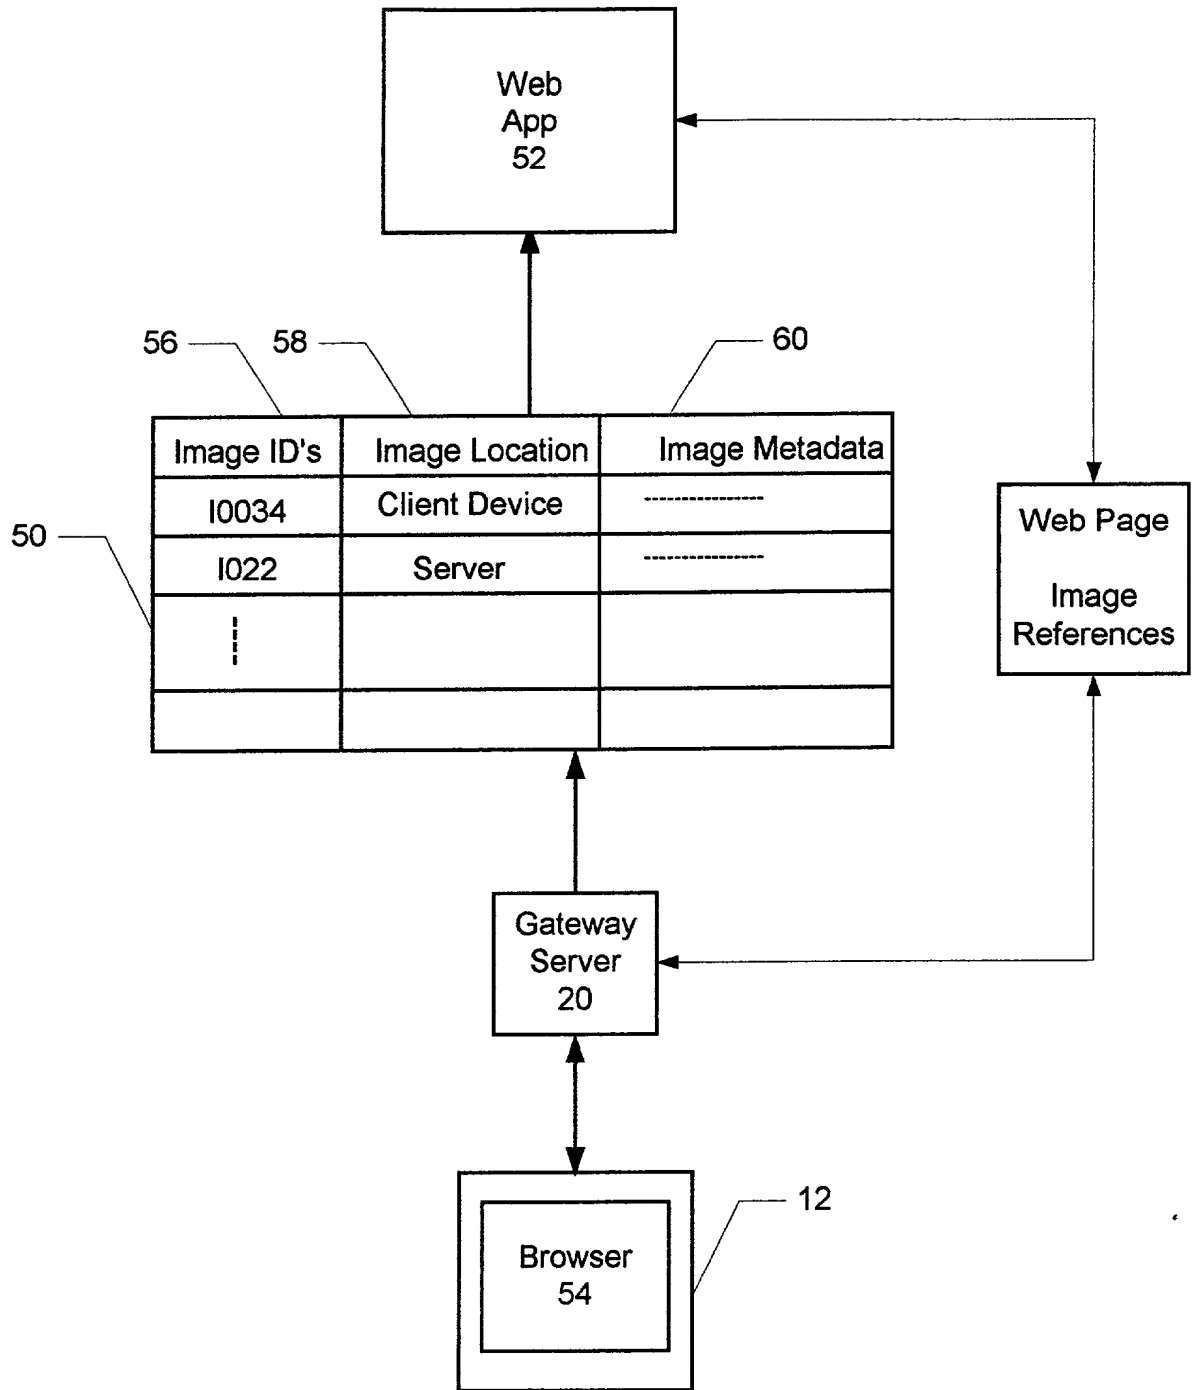 Web
App
52
56
58
60
Image ID's
Image Location
Image Metadata
I0034
Client Device
I022
Server
50
Web Page
Image
References
Gateway
Server
20
12
Browser
54